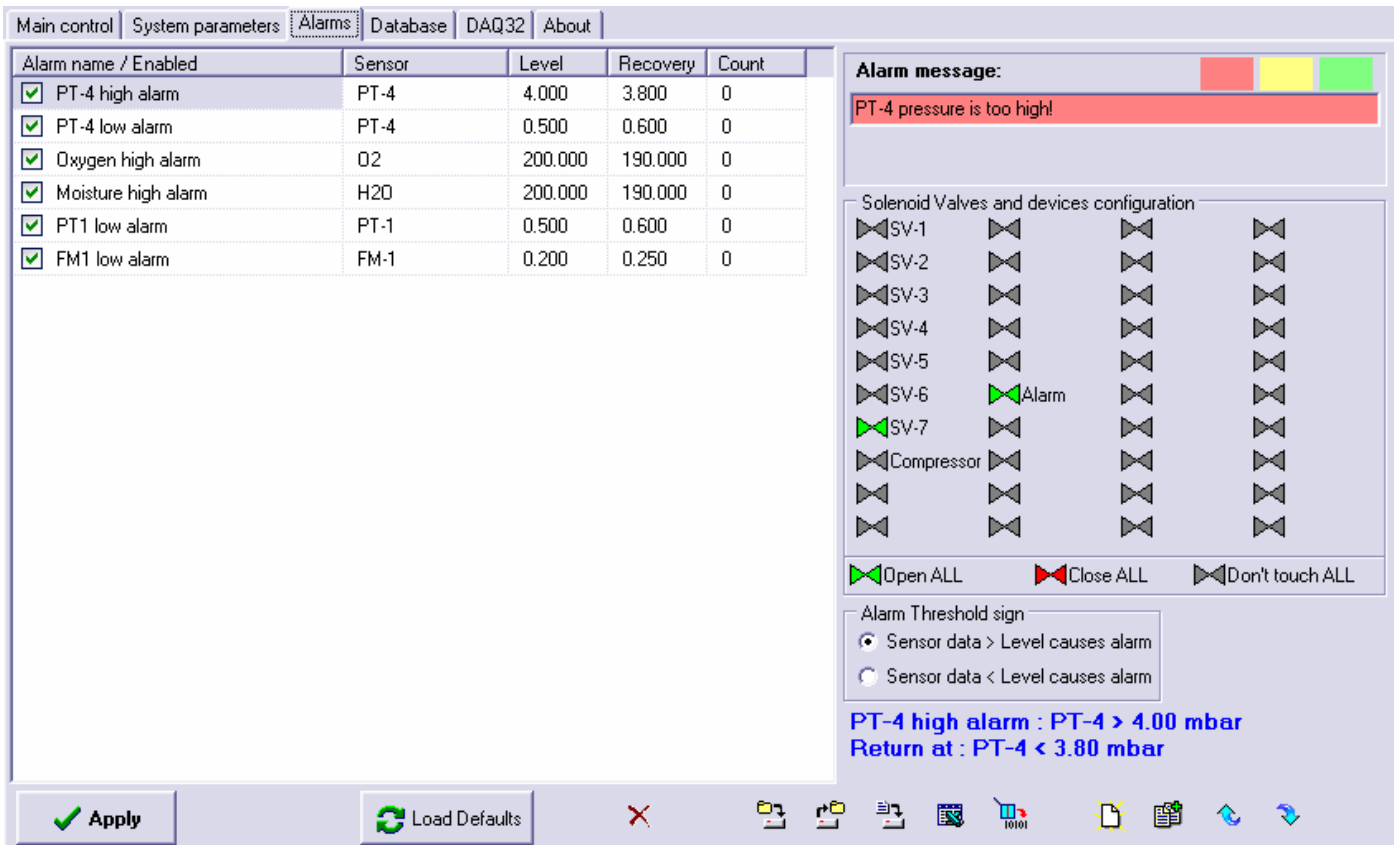 Main control System parameters Alarms Database DAQ32 About
Alarm name / Enabled Sensor Level Recovery Count
PT-4 high alarm PT-4 4.000 3.800 0
PT-4 low alarm PT-4 0.500 0.600 0
Oxygen high alarm O2 200.000 190.000 0
Moisture high alarm H2O 200.000 190.000 0
PT1 low alarm PT-1 0.500 0.600 0
FM1 low alarm FM-1 0.200 0.250 0
Alarm message:
PT-4 pressure is too high!
Solenoid Valves and devices configuration
SV-1
SV-2
SV-3
SV-4
SV-5
SV-6 Alarm
SV-7
Compressor
Open ALL Close ALL Don't touch ALL
Alarm Threshold sign
Sensor data > Level causes alarm
Sensor data < Level causes alarm
PT-4 high alarm : PT-4 > 4.00 mbar
Return at : PT-4 < 3.80 mbar
Apply Load Defaults 10101